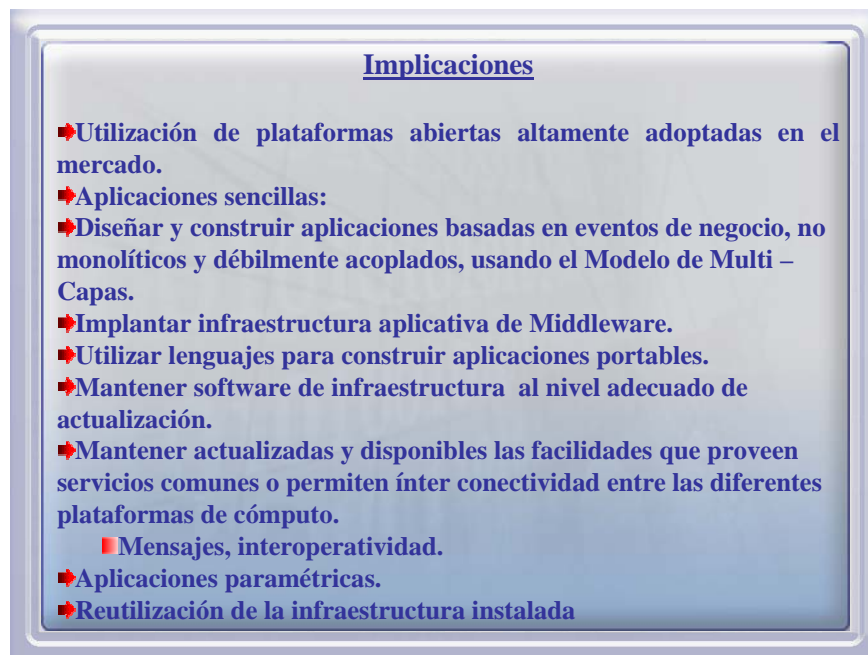 Implicaciones
Utilización de plataformas abiertas altamente adoptadas en el
mercado.
Aplicaciones sencillas:
Diseñar y construir aplicaciones basadas en eventos de negocio, no
monolíticos y débilmente acoplados, usando el Modelo de Multi –
Capas.
Implantar infraestructura aplicativa de Middleware.
Utilizar lenguajes para construir aplicaciones portables.
Mantener software de infraestructura al nivel adecuado de
actualización.
Mantener actualizadas y disponibles las facilidades que proveen
servicios comunes o permiten ínter conectividad entre las diferentes
plataformas de cómputo.
Mensajes, interoperatividad.
Aplicaciones paramétricas.
Reutilización de la infraestructura instalada